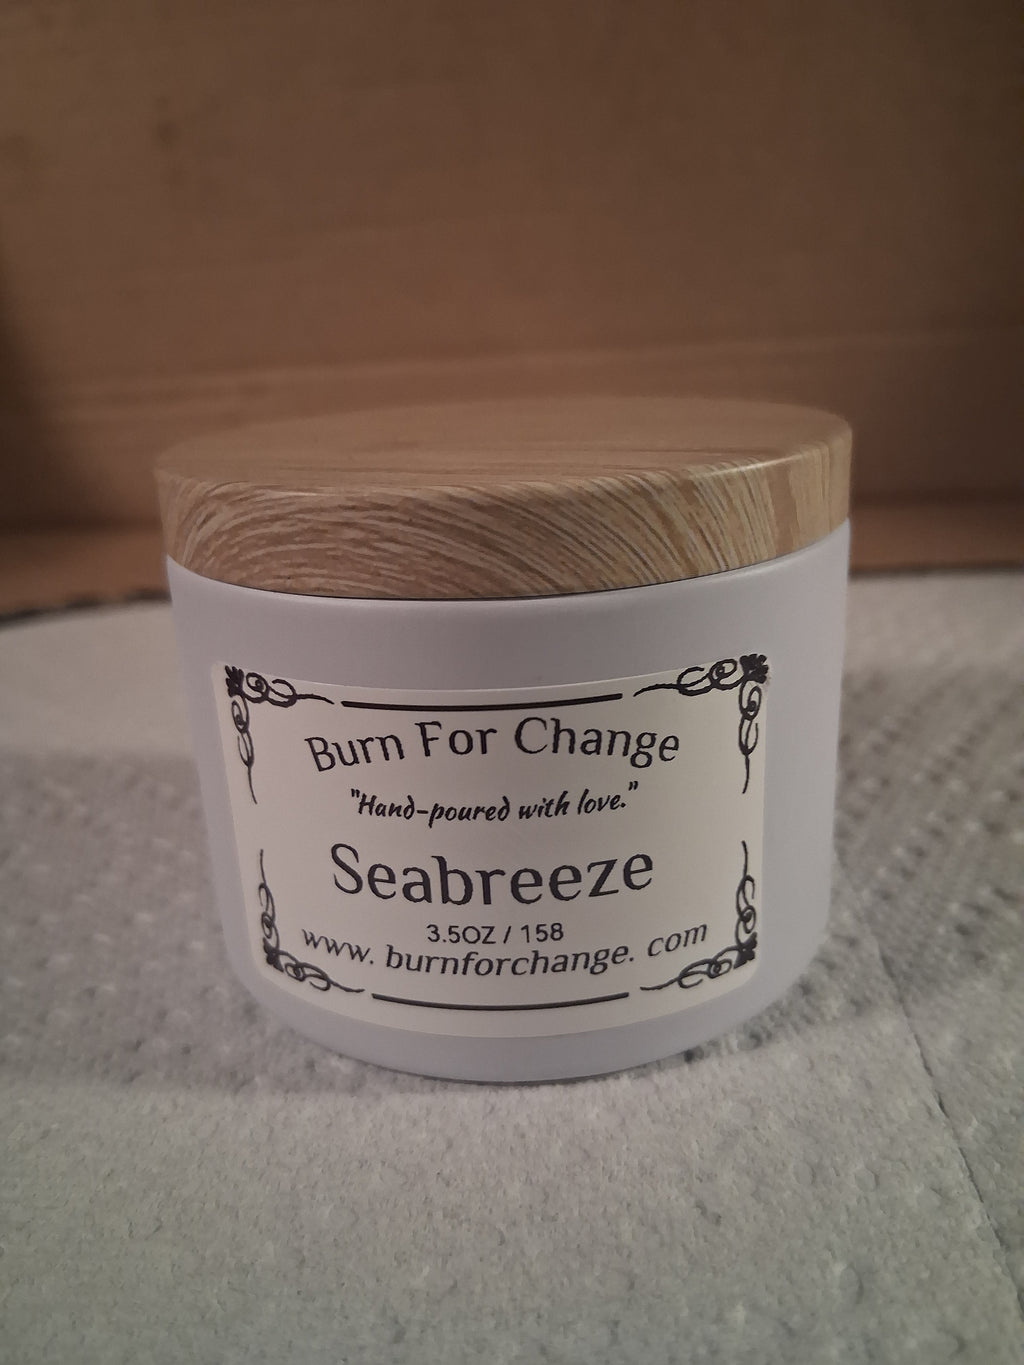 Burn For Change
"Hand-poured with love."
Seabreeze
3.5OZ / 158
www. burnforchange. com